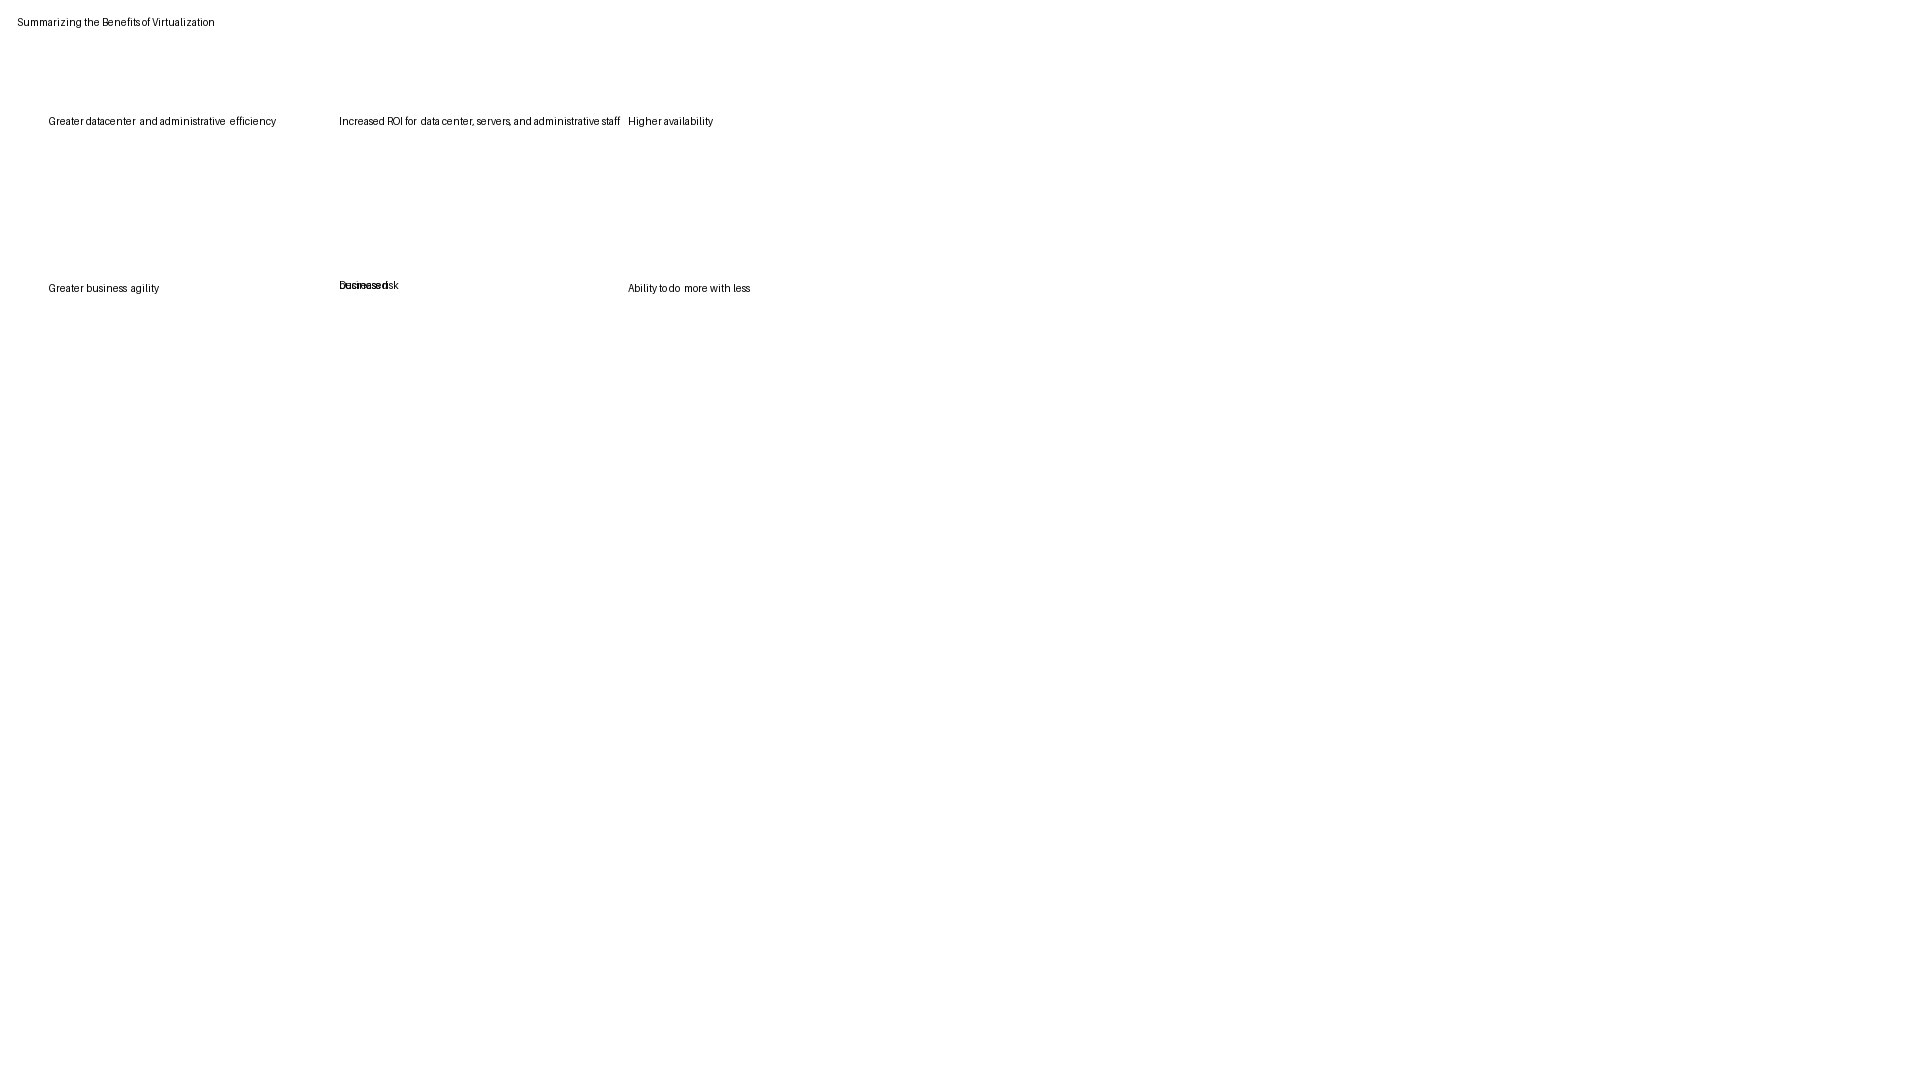 Summarizing the Benefits of Virtualization
Greater datacenter and administrative efficiency
Increased ROI for data center, servers, and administrative staff
Higher availability
Greater business agility
Decreased
business risk
Ability to do more with less